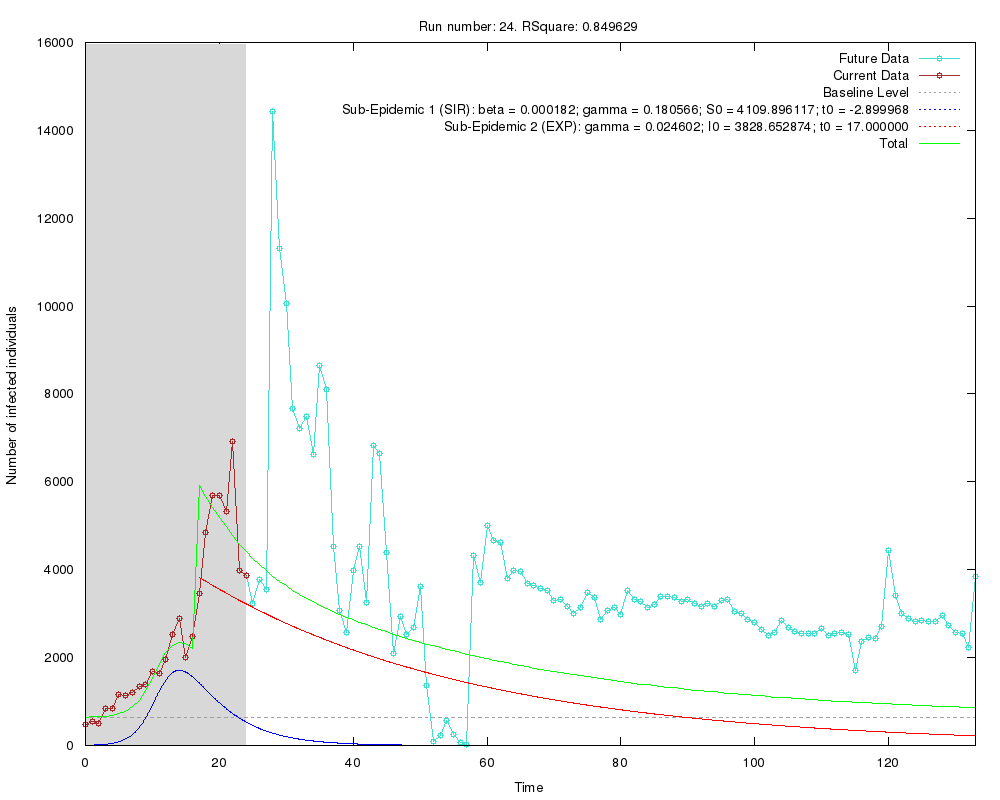 Run number: 24. RSquare: 0.849629
Future Data
Current Data
Baseline Level
Sub-Epidemic 1 (SIR): beta = 0.000182; gamma = 0.180566; S0 = 4109.896117; t0 = -2.899968
Sub-Epidemic 2 (EXP): gamma = 0.024602; I0 = 3828.652874; t0 = 17.000000
Total
Number of infected individuals
16000
14000
12000
10000
8000
6000
4000
2000
0
0 20 40 60 80 100 120
Time